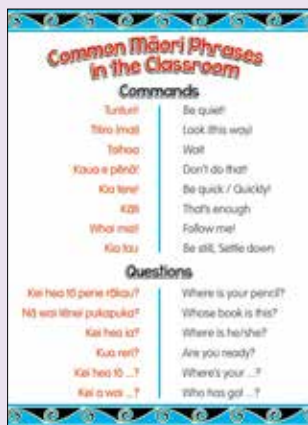 Common Māori Phrases
in the Classroom
Commands
Turituri! Be quiet!
Titiro (mai) Look (this way)
Taihoa Wait
Kaua e pēnā! Don't do that!
Kia tere! Be quick / Quickly!
Kāti That's enough
Whai mai! Follow me!
Kia tau Be still, Settle down
Questions
Kei hea tō pene rākau? Where is your pencil?
Nā wai tēnei pukapuka? Whose book is this?
Kei hea ia? Where is he/she?
Kua reri? Are you ready?
Kei hea tō ...? Where's your ...?
Kei a wai ...? Who has got ...?